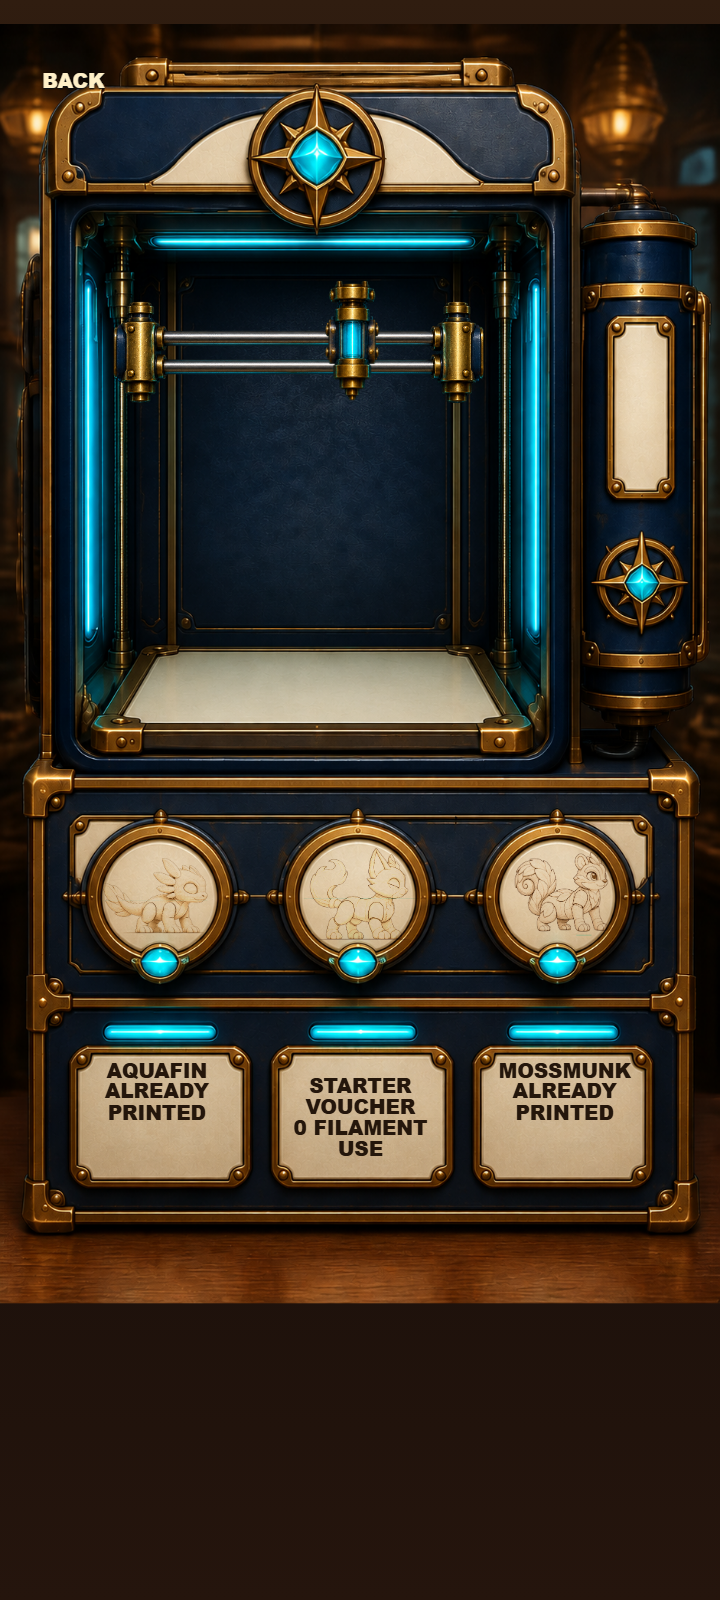 BACK
AQUAFIN
ALREADY
PRINTED
STARTER
VOUCHER
0 FILAMENT
USE
MOSSMUNK
ALREADY
PRINTED